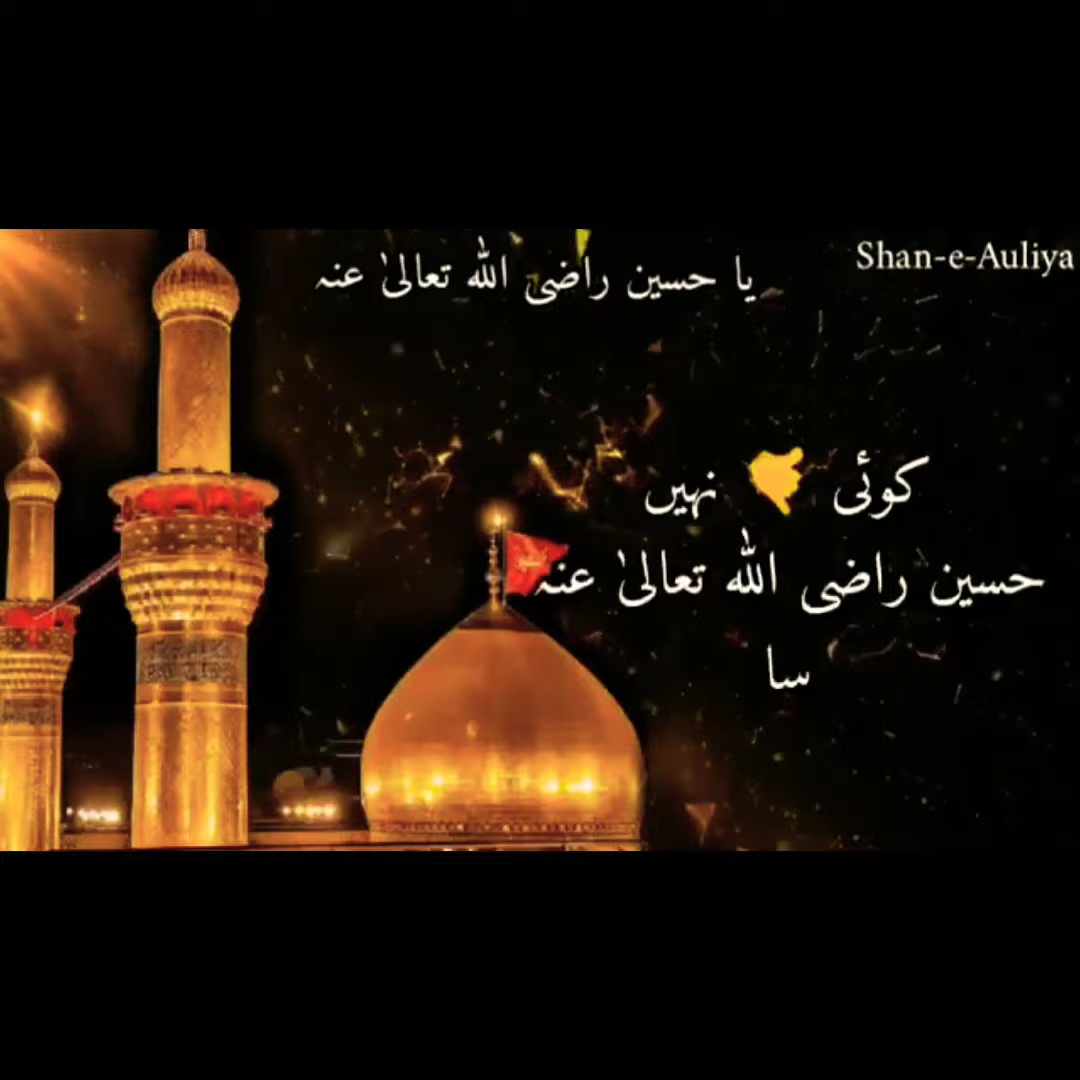 یا حسین راضی اللہ تعالیٰ عنہ
Shan-e-Auliya
کوئی نہیں
حسین راضی اللہ تعالیٰ عنہ
سا